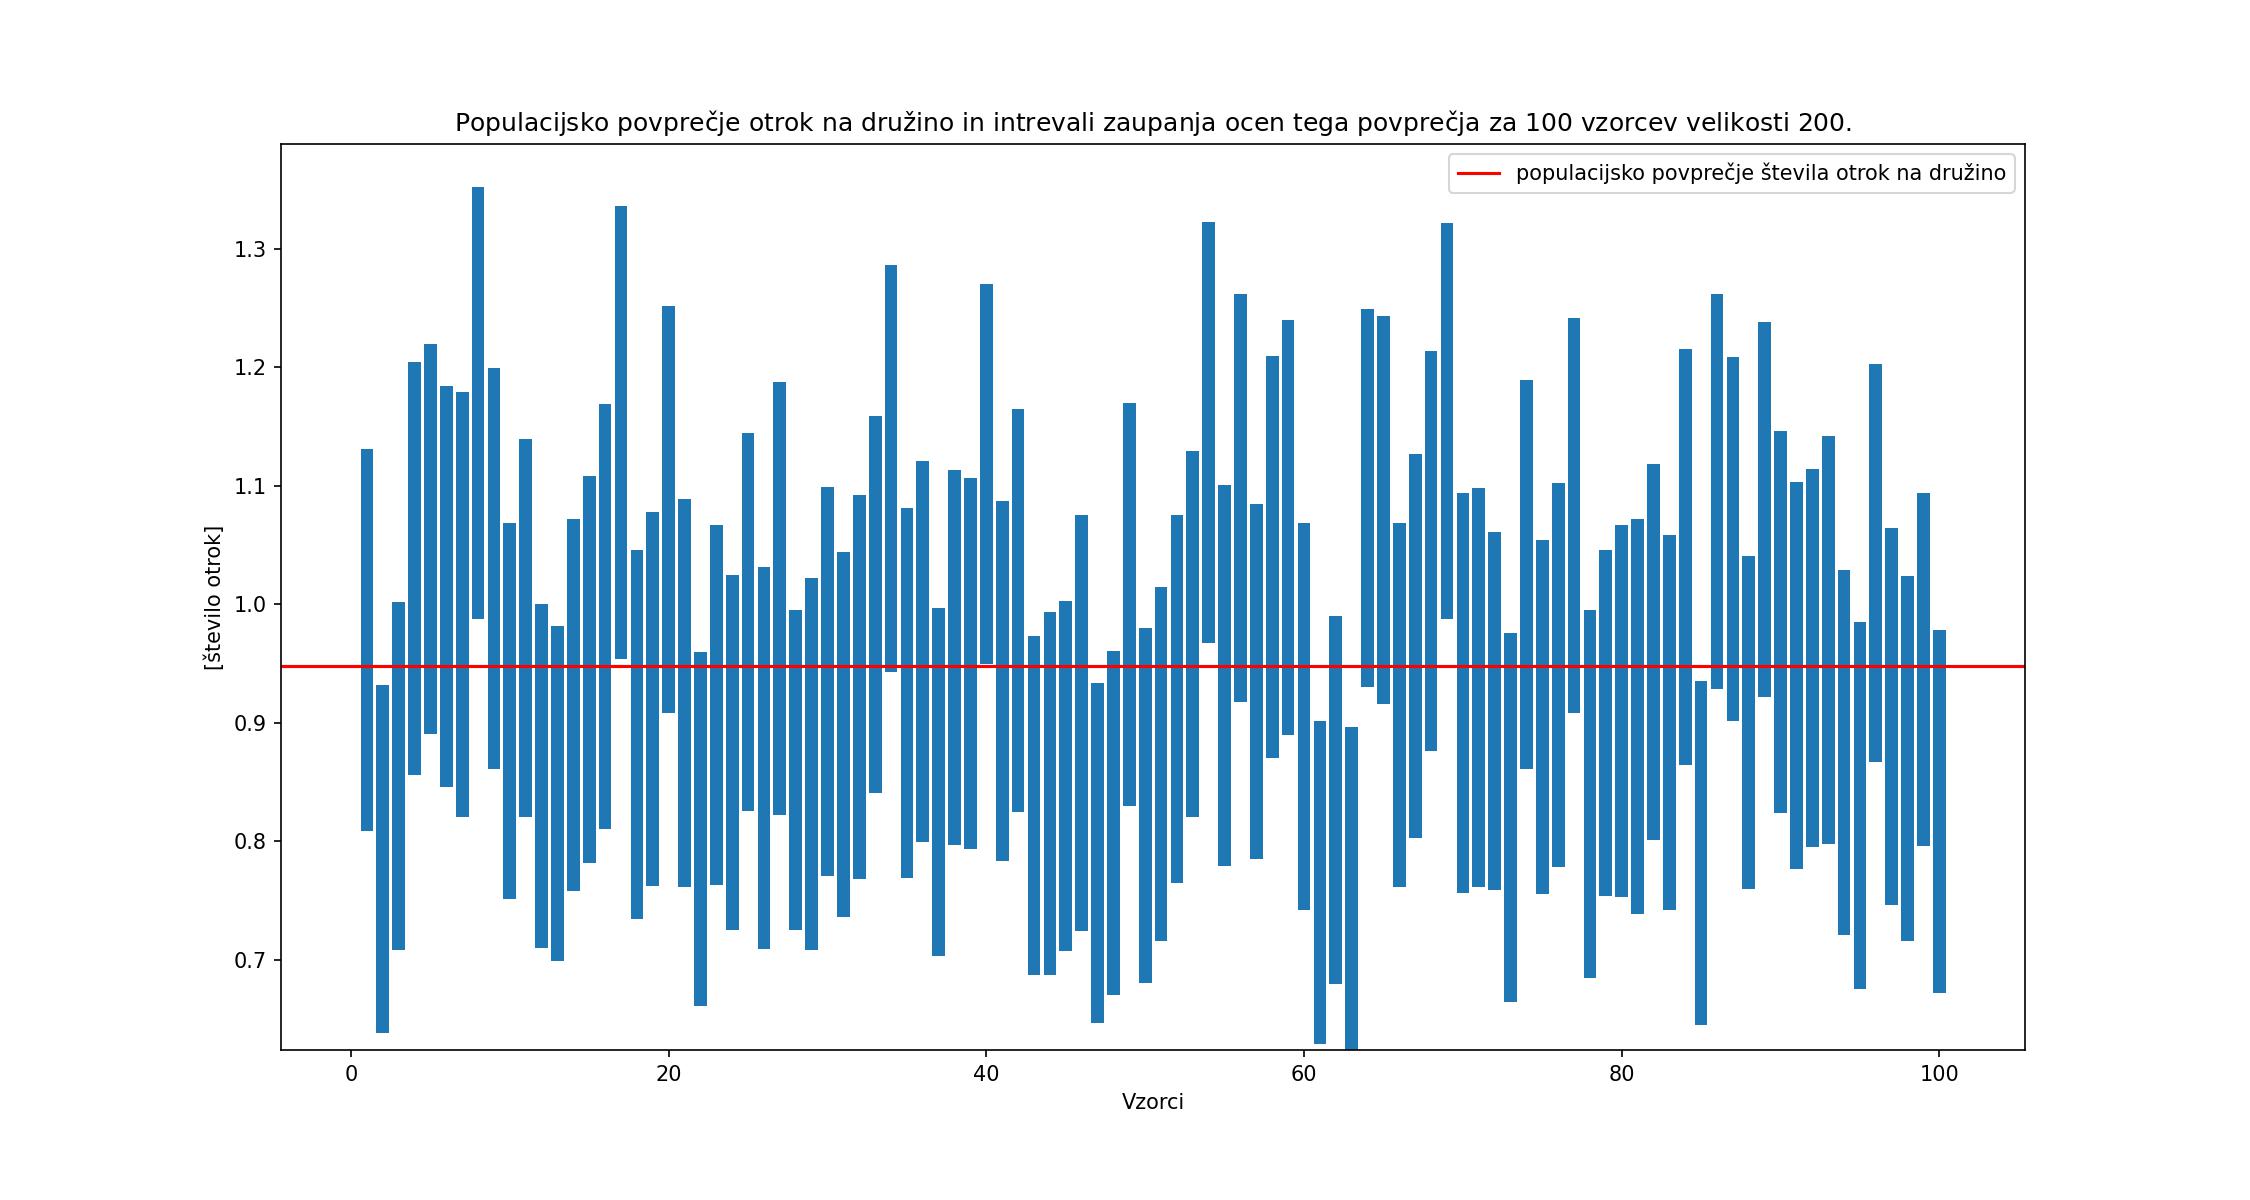 Populacijsko povprečje otrok na družino in intrevali zaupanja ocen tega povprečja za 100 vzorcev velikosti 200.
populacijsko povprečje števila otrok na družino
1.3
1.2
1.1
1.0
0.9
0.8
0.7
[število otrok]
0 20 40 60 80 100
Vzorci